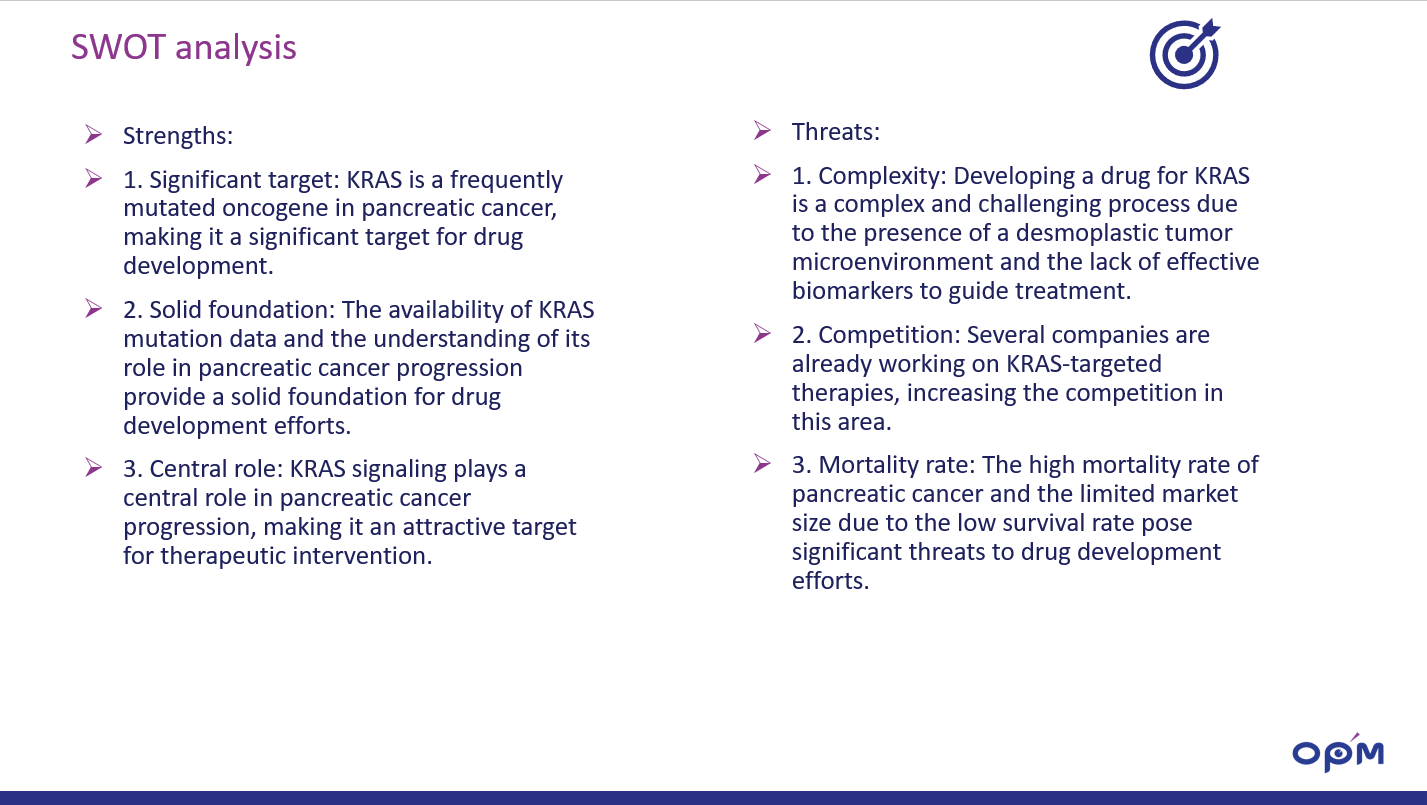 SWOT analysis
Strengths:
1. Significant target: KRAS is a frequently
mutated oncogene in pancreatic cancer,
making it a significant target for drug
development.
2. Solid foundation: The availability of KRAS
mutation data and the understanding of its
role in pancreatic cancer progression
provide a solid foundation for drug
development efforts.
3. Central role: KRAS signaling plays a
central role in pancreatic cancer
progression, making it an attractive target
for therapeutic intervention.
Threats:
1. Complexity: Developing a drug for KRAS
is a complex and challenging process due
to the presence of a desmoplastic tumor
microenvironment and the lack of effective
biomarkers to guide treatment.
2. Competition: Several companies are
already working on KRAS-targeted
therapies, increasing the competition in
this area.
3. Mortality rate: The high mortality rate of
pancreatic cancer and the limited market
size due to the low survival rate pose
significant threats to drug development
efforts.
OPM